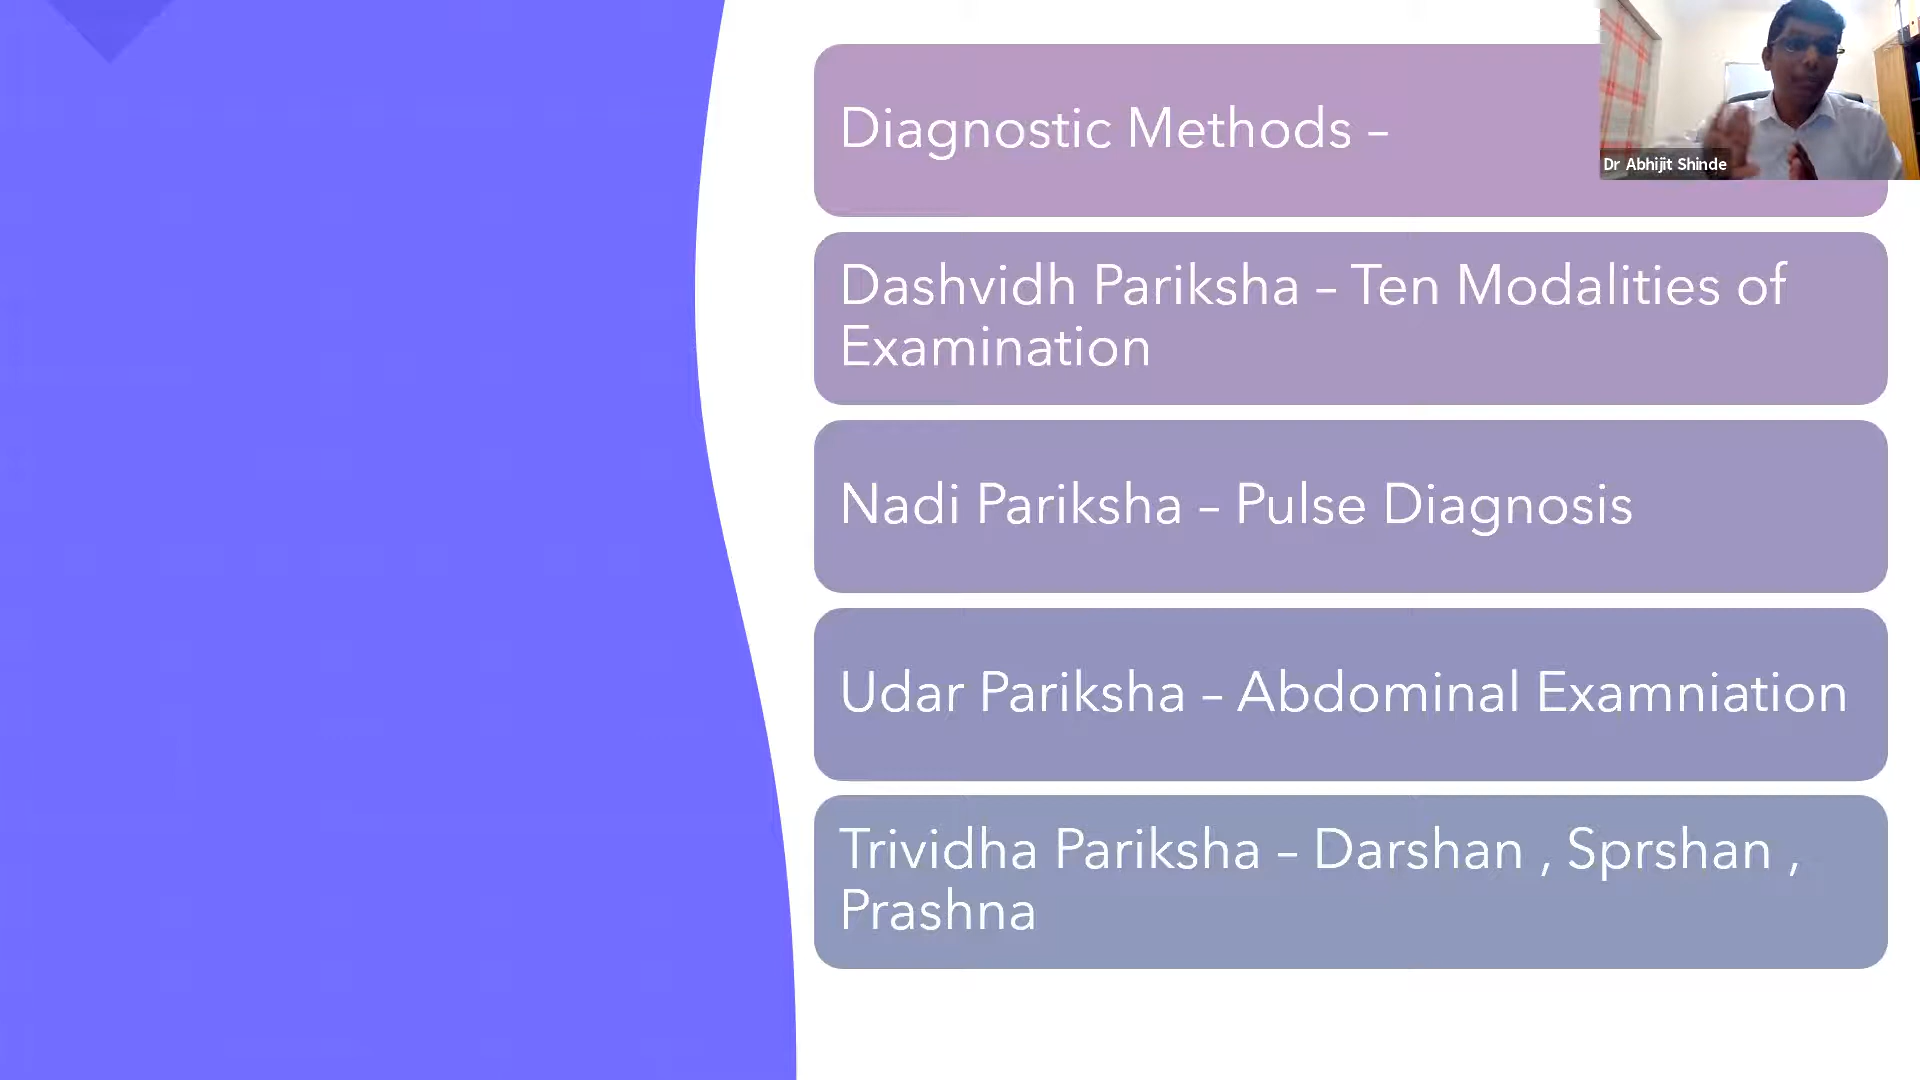 Diagnostic Methods –
Dr Abhijit Shinde
Dashvidh Pariksha – Ten Modalities of
Examination
Nadi Pariksha – Pulse Diagnosis
Udar Pariksha – Abdominal Examniation
Trividha Pariksha – Darshan , Sprshan ,
Prashna